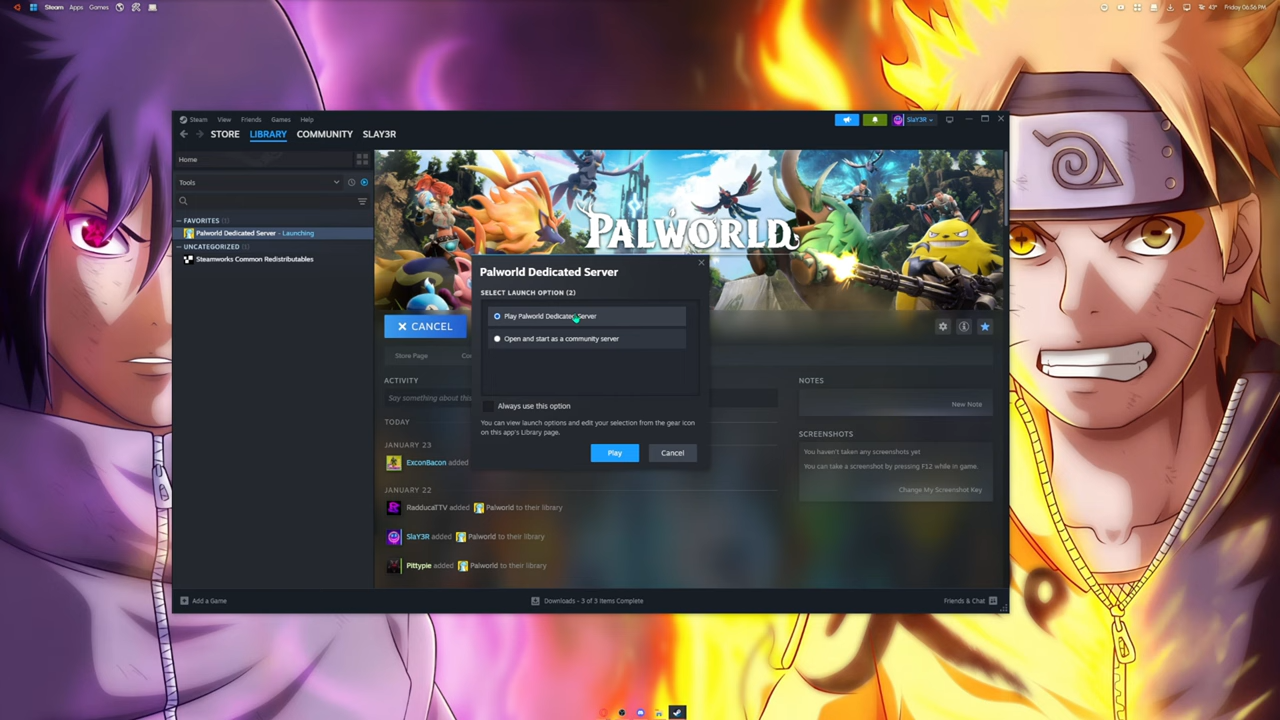 Steam Apps Games
43° Friday 06:56 PM
Steam View Friends Games Help
SlaY3R
STORE LIBRARY COMMUNITY SLAY3R
Home
Tools
FAVORITES (1)
Palworld Dedicated Server - Launching
UNCATEGORIZED (1)
Steamworks Common Redistributables
PALWORLD
Palworld Dedicated Server
SELECT LAUNCH OPTION (2)
Play Palworld Dedicated Server
Open and start as a community server
Always use this option
You can view launch options and edit your selection from the gear icon
on this app's Library page.
Play Cancel
CANCEL
Store Page Co
ACTIVITY
Say something about this
TODAY
JANUARY 23
ExconBacon added
JANUARY 22
RadducalTTV added Palworld to their library
SlaY3R added Palworld to their library
Pittypie added Palworld to their library
NOTES
New Note
SCREENSHOTS
You haven't taken any screenshots yet
You can take a screenshot by pressing F12 while in game.
Change My Screenshot Key
Add a Game
Downloads - 3 of 3 Items Complete
Friends & Chat